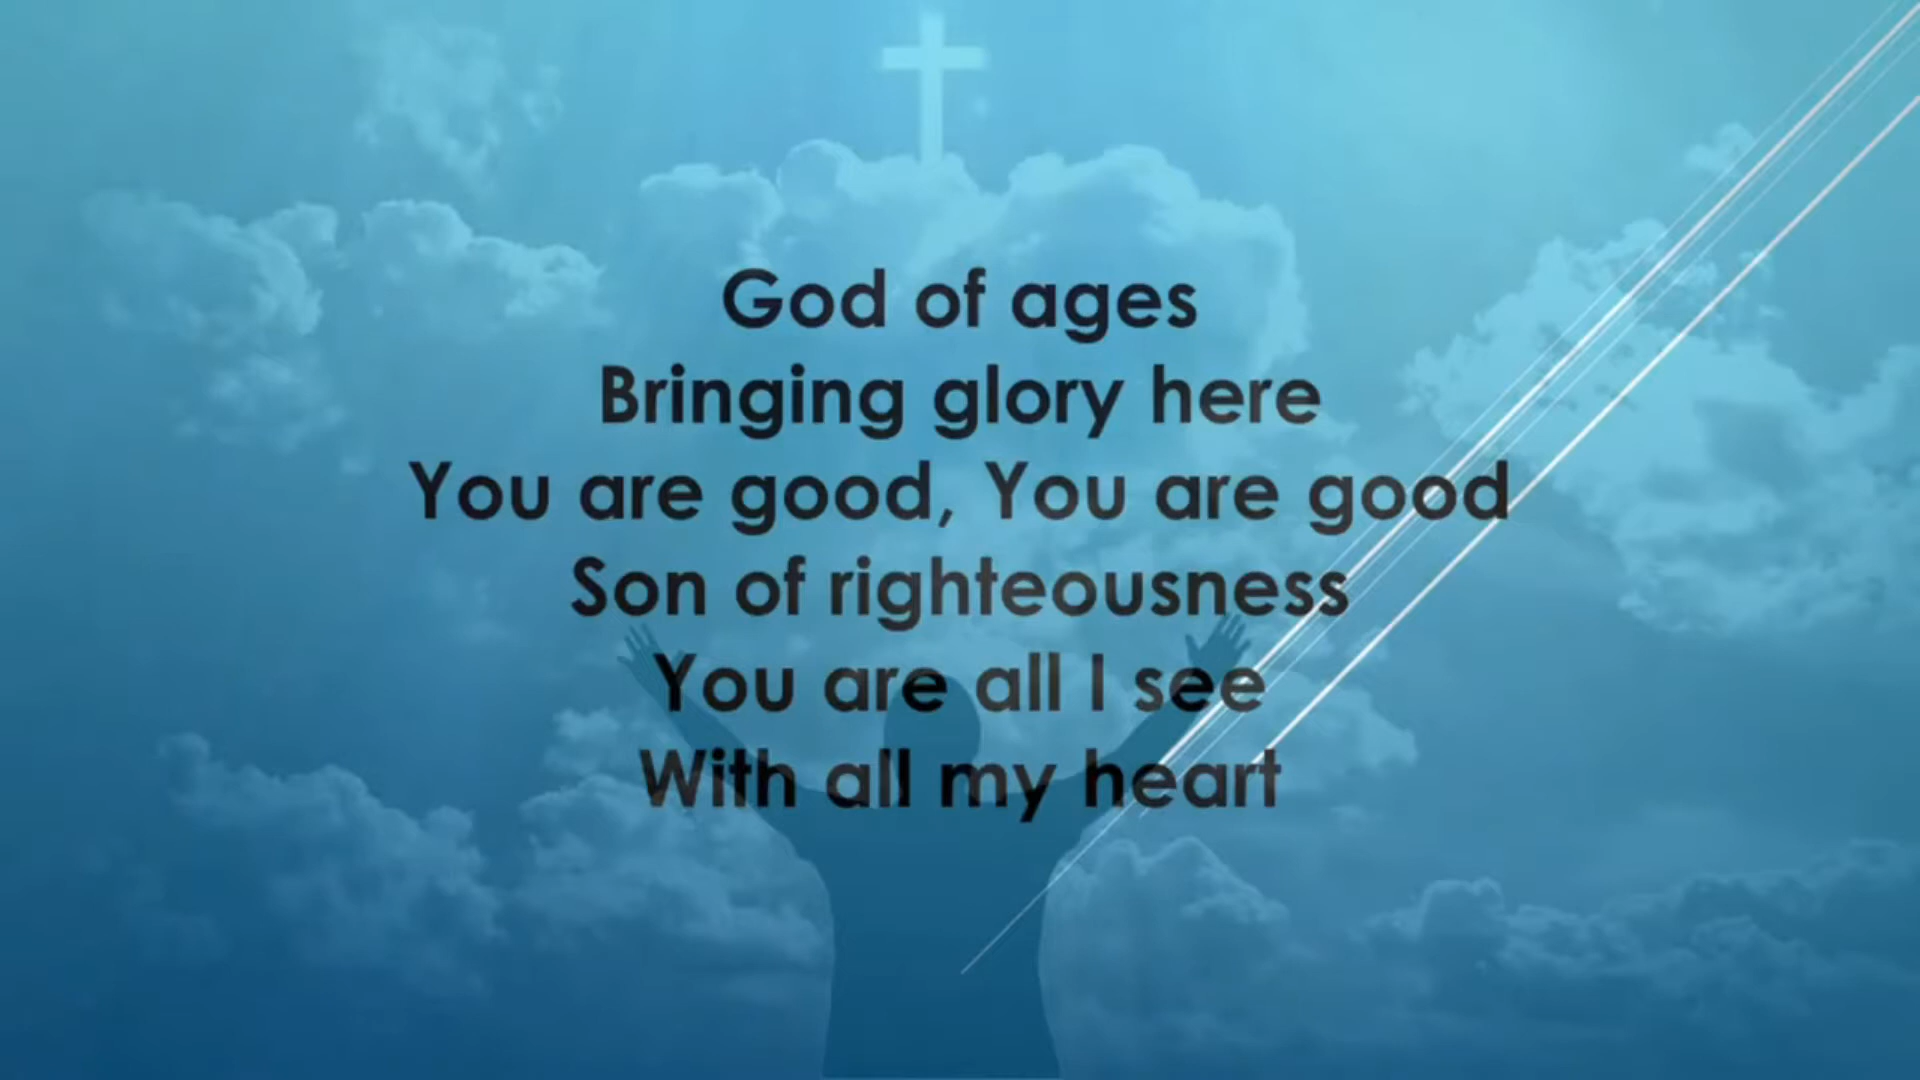 God of ages
Bringing glory here
You are good, You are good
Son of righteousness
You are all I see
With all my heart